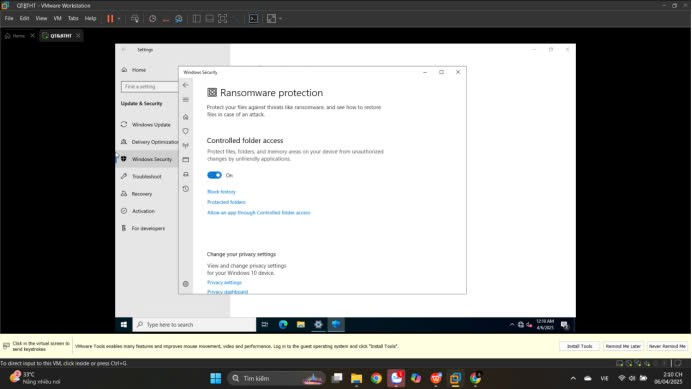 QT&THT - VMware Workstation
File Edit View VM Tabs Help
Home
QT&THT
Settings
Home
Find a setting
Update & Security
Windows Update
Delivery Optimization
Windows Security
Troubleshoot
Recovery
Activation
For developers
Windows Security
Ransomware protection
Protect your files against threats like ransomware, and see how to restore
files in case of an attack.
Controlled folder access
Protect files, folders, and memory areas on your device from unauthorized
changes by unfriendly applications.
On
Block history
Protected folders
Allow an app through Controlled folder access
Change your privacy settings
View and change privacy settings
for your Windows 10 device.
Privacy settings
Privacy dashboard
Type here to search
12:10 AM
4/6/2025
Click in the virtual screen to
send keystrokes
VMware Tools enables many features and improves mouse movement, video and performance. Log in to the guest operating system and click "Install Tools".
Install Tools
Remind Me Later
Never Remind Me
To direct input to this VM, click inside or press Ctrl+G.
33°C
Nắng nhiều nơi
Tìm kiếm
VIE
2:10 CH
06/04/2025